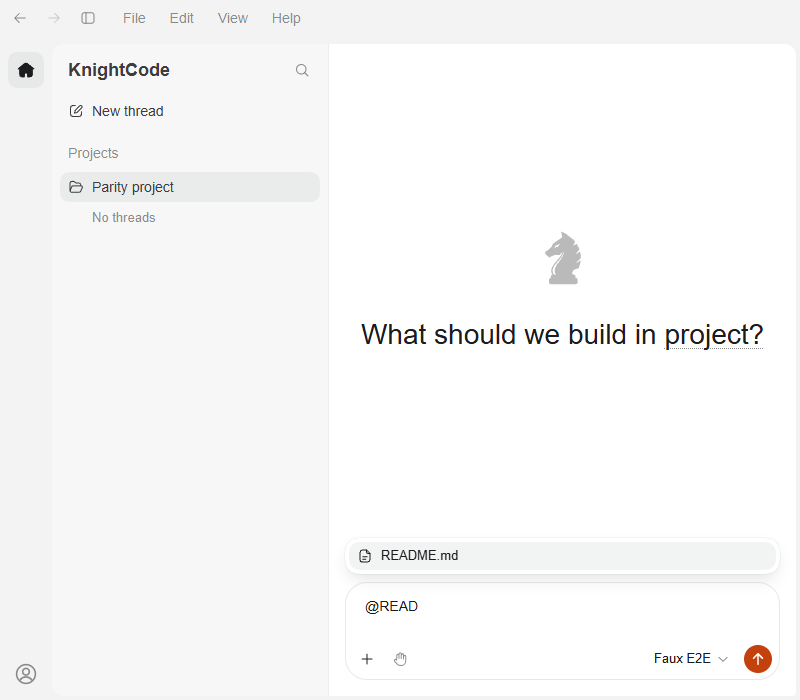 File Edit View Help
KnightCode
New thread
Projects
Parity project
No threads
What should we build in project?
README.md
@READ
Faux E2E